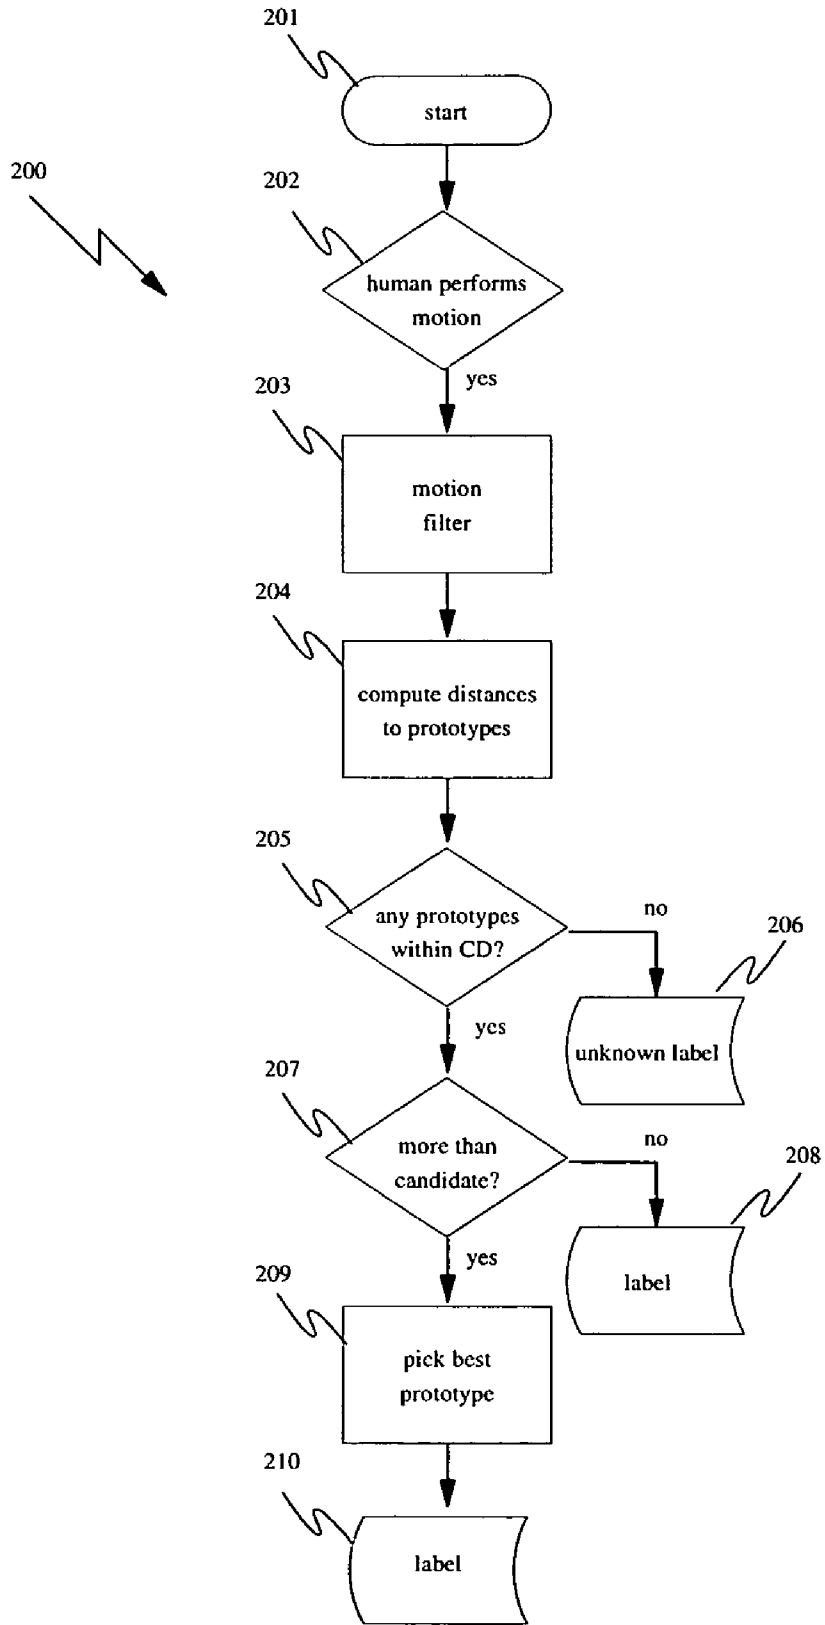 201
start
200
202
human performs
motion
yes
203
motion
filter
204
compute distances
to prototypes
205
any prototypes
within CD?
no
206
unknown label
yes
207
more than
candidate?
no
208
label
yes
209
pick best
prototype
210
label